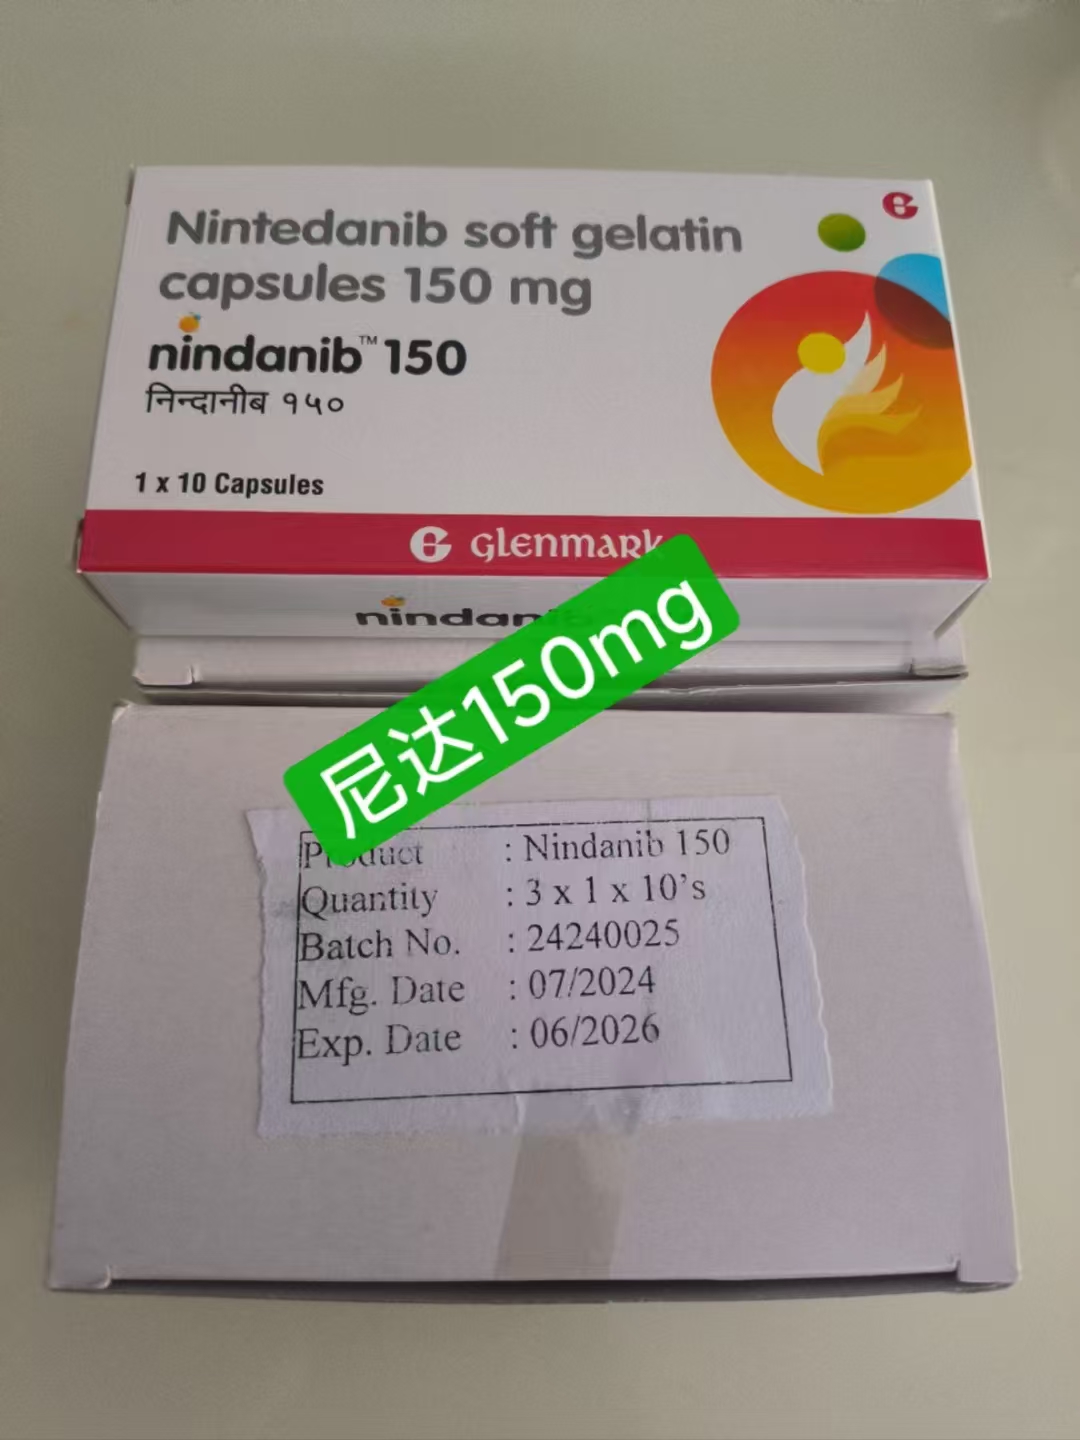 Nintedanib soft gelatin
capsules 150 mg
nindanib™ 150
निन्दानीब १५०
1 x 10 Capsules
Glenmark
nindanib
尼达150mg
Product : Nindanib 150
Quantity : 3 x 1 x 10's
Batch No. : 24240025
Mfg. Date : 07/2024
Exp. Date : 06/2026